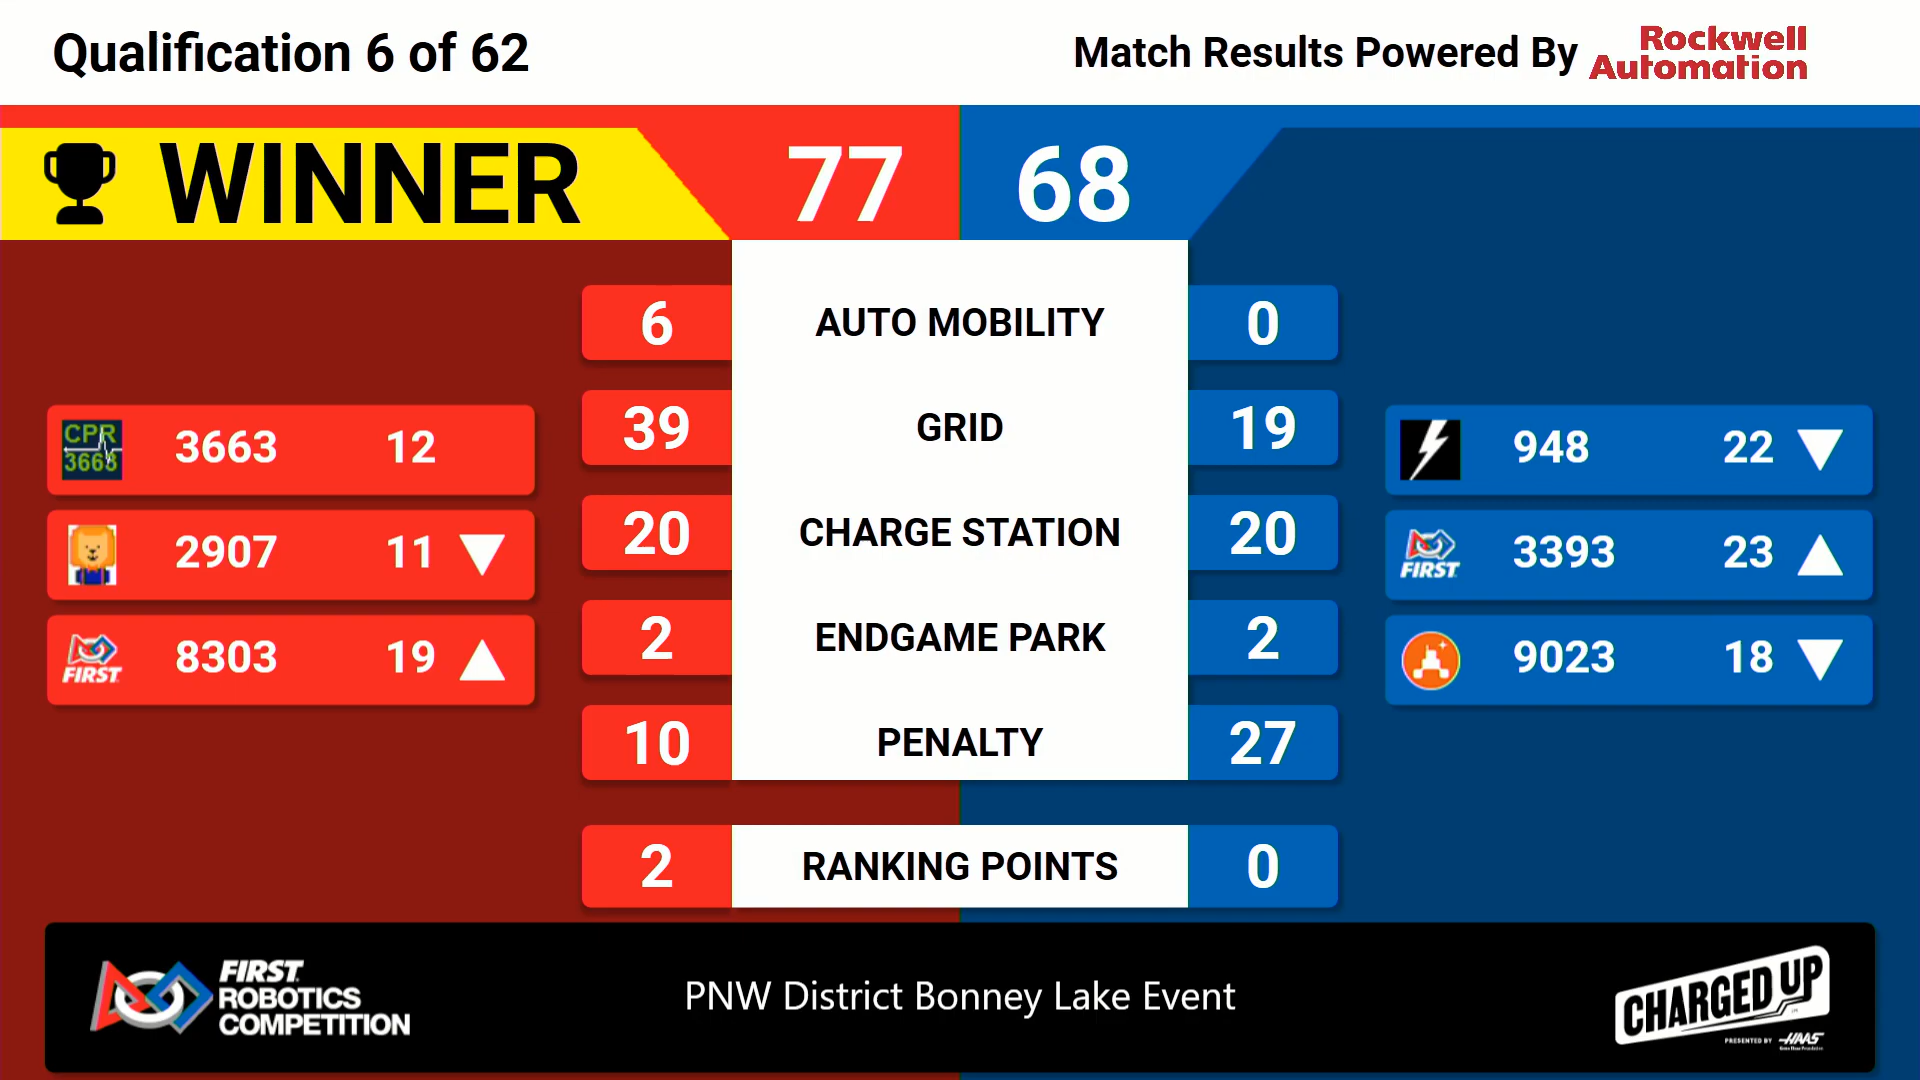 Qualification 6 of 62
Match Results Powered By Rockwell Automation
WINNER 77 68
6 AUTO MOBILITY 0
39 GRID 19
20 CHARGE STATION 20
2 ENDGAME PARK 2
10 PENALTY 27
2 RANKING POINTS 0
CPR
3663
3663 12
2907 11
FIRST
8303 19
948 22
FIRST
3393 23
9023 18
FIRST
ROBOTICS
COMPETITION
PNW District Bonney Lake Event
CHARGED UP
PRESENTED BY HAAS